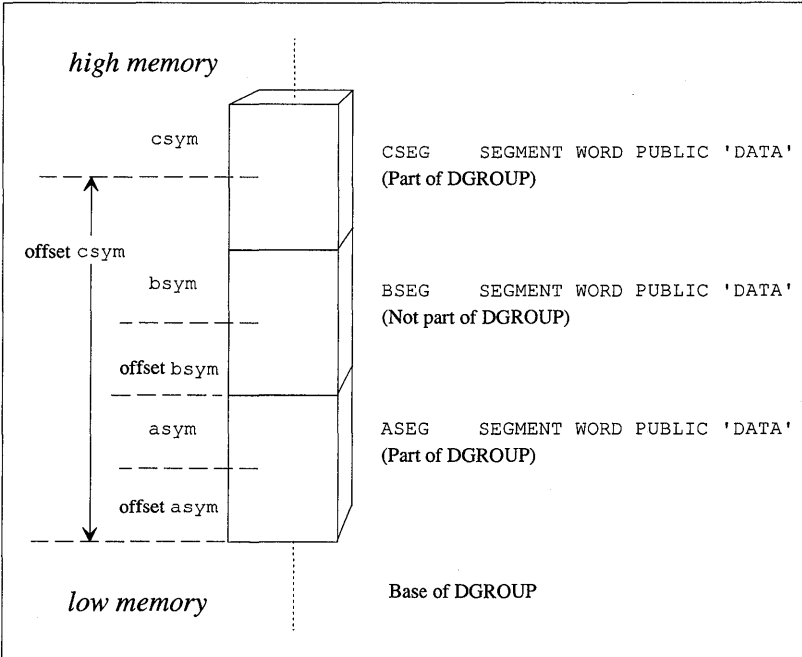 high memory
csym
CSEG SEGMENT WORD PUBLIC 'DATA'
(Part of DGROUP)
offset csym
bsym
BSEG SEGMENT WORD PUBLIC 'DATA'
(Not part of DGROUP)
offset bsym
asym
ASEG SEGMENT WORD PUBLIC 'DATA'
(Part of DGROUP)
offset asym
Base of DGROUP
low memory